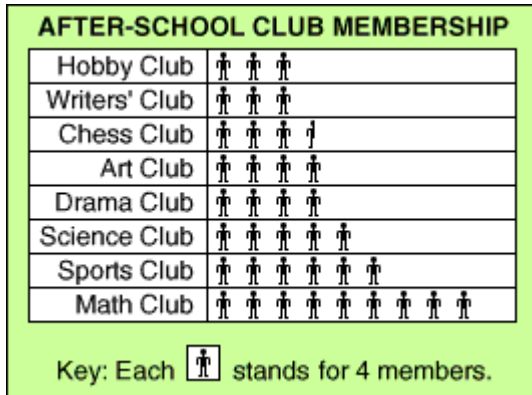 AFTER-SCHOOL CLUB MEMBERSHIP
Hobby Club
Writers' Club
Chess Club
Art Club
Drama Club
Science Club
Sports Club
Math Club
Key: Each stands for 4 members.